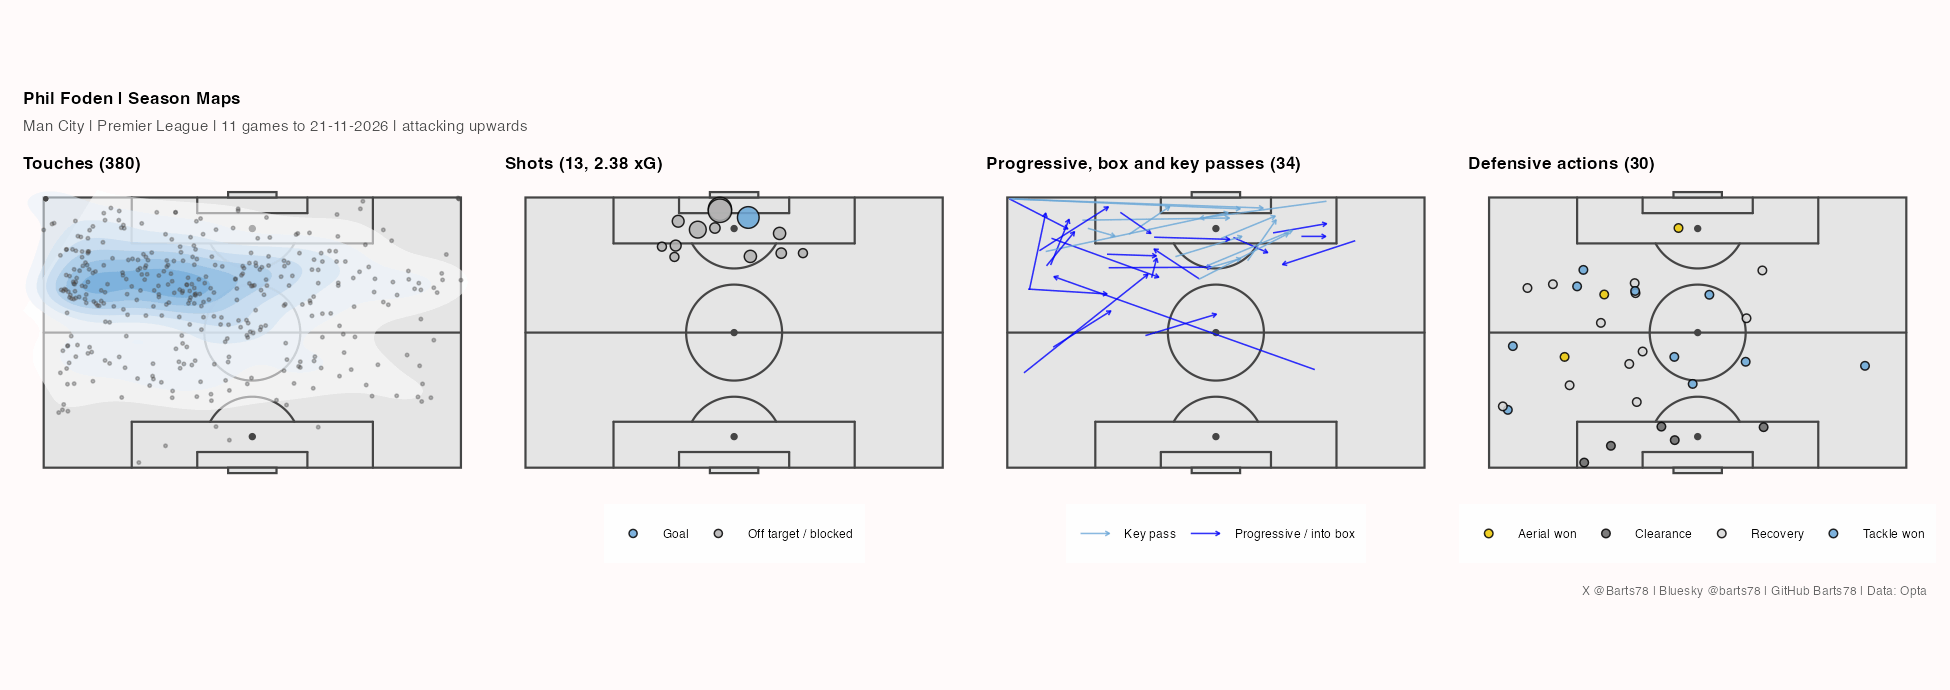 Phil Foden | Season Maps
Man City | Premier League | 11 games to 21-11-2026 | attacking upwards
Touches (380)
Shots (13, 2.38 xG)
Progressive, box and key passes (34)
Defensive actions (30)
Goal
Off target / blocked
Key pass
Progressive / into box
Aerial won
Clearance
Recovery
Tackle won
X @Barts78 | Bluesky @barts78 | GitHub Barts78 | Data: Opta